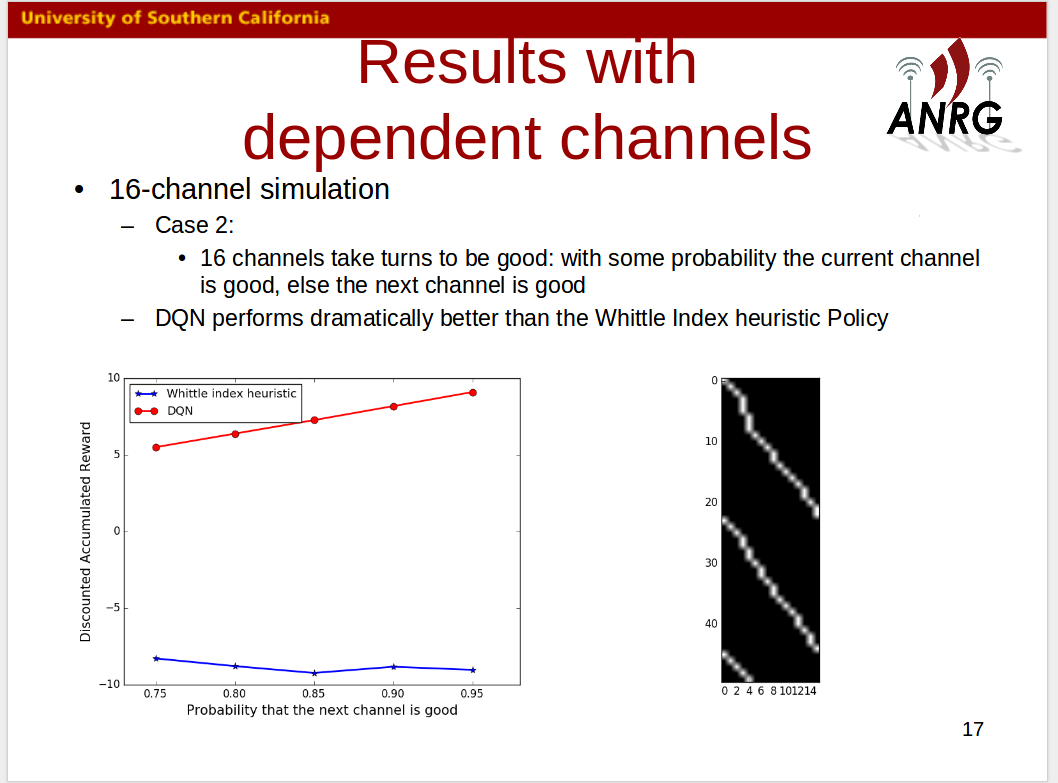 University of Southern California
Results with
dependent channels
ANRG
• 16-channel simulation
– Case 2:
• 16 channels take turns to be good: with some probability the current channel
is good, else the next channel is good
– DQN performs dramatically better than the Whittle Index heuristic Policy
10
5
0
−5
−10
Discounted Accumulated Reward
Whittle index heuristic
DQN
0.75 0.80 0.85 0.90 0.95
Probability that the next channel is good
0
10
20
30
40
0 2 4 6 8 10 12 14
17